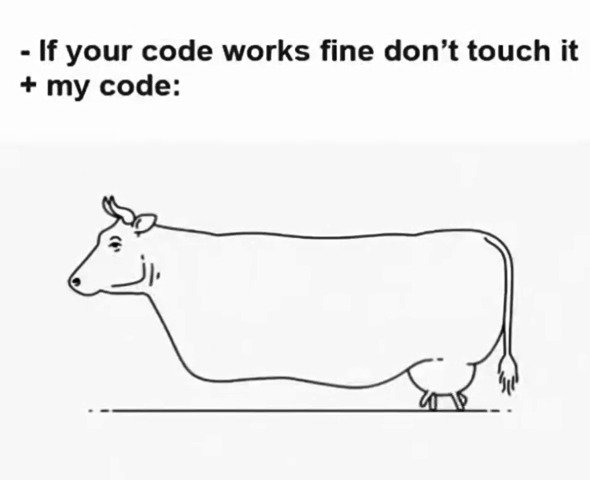 - If your code works fine don’t touch it
+ my code: